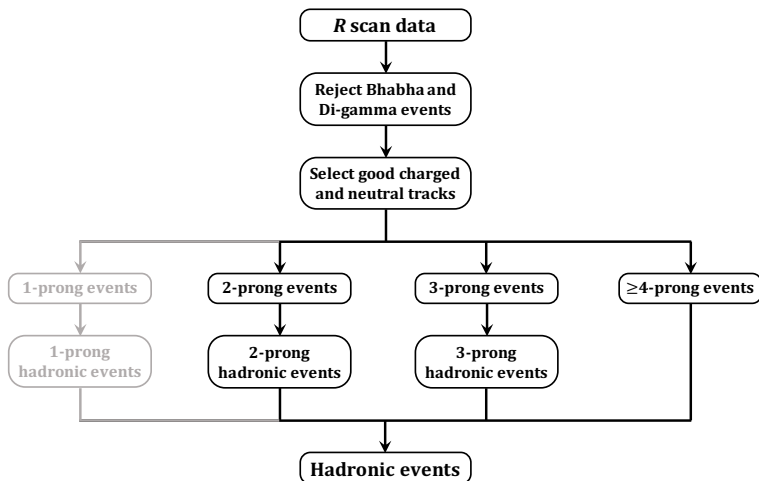 R scan data
Reject Bhabha and
Di-gamma events
Select good charged
and neutral tracks
1-prong events
2-prong events
3-prong events
≥4-prong events
1-prong
hadronic events
2-prong
hadronic events
3-prong
hadronic events
Hadronic events